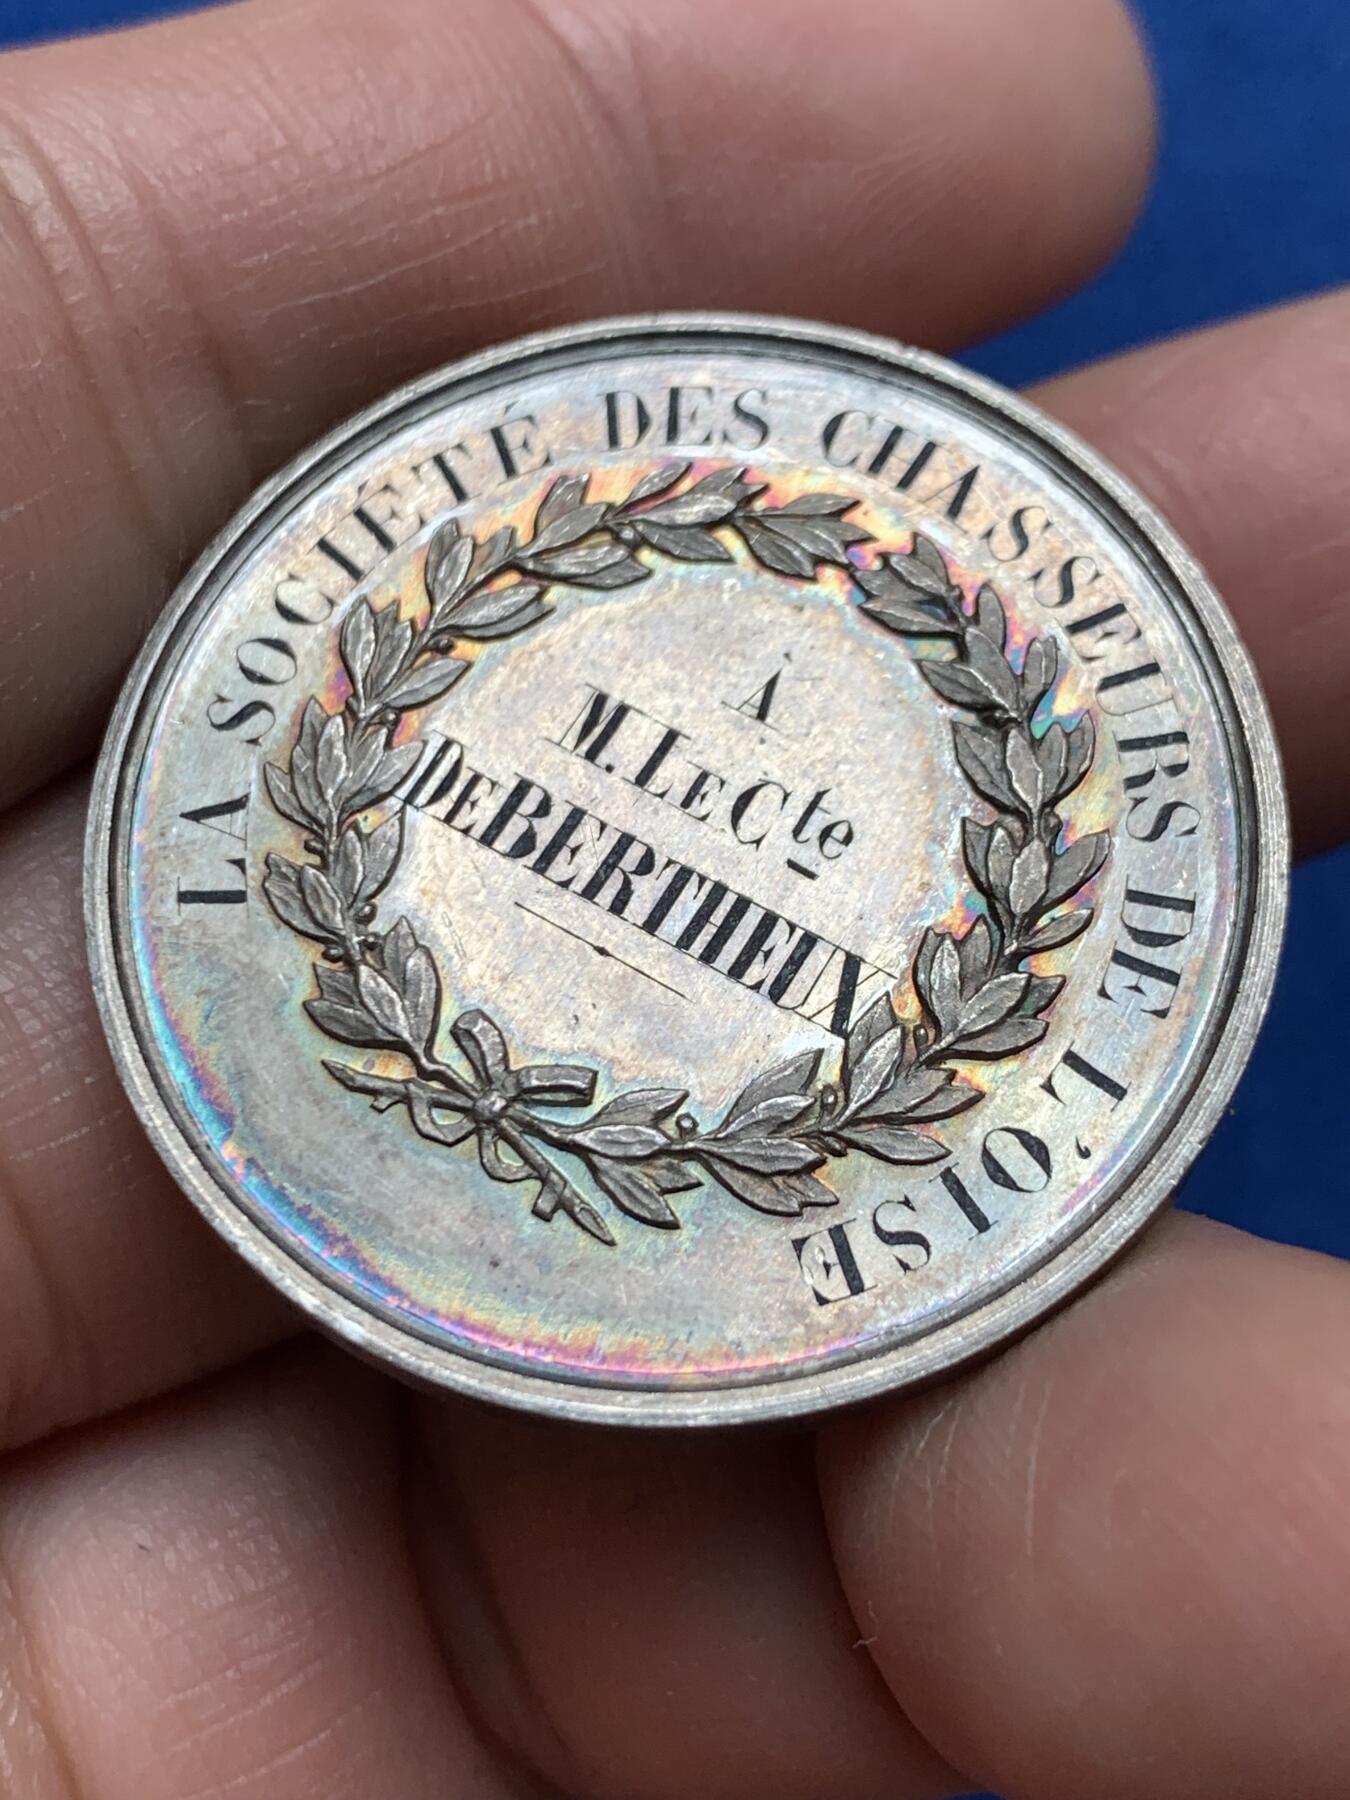 LA SOCIÉTÉ DES CHASSEURS DE L'OISE
À
M. LE Cte
DE BERTHEUX